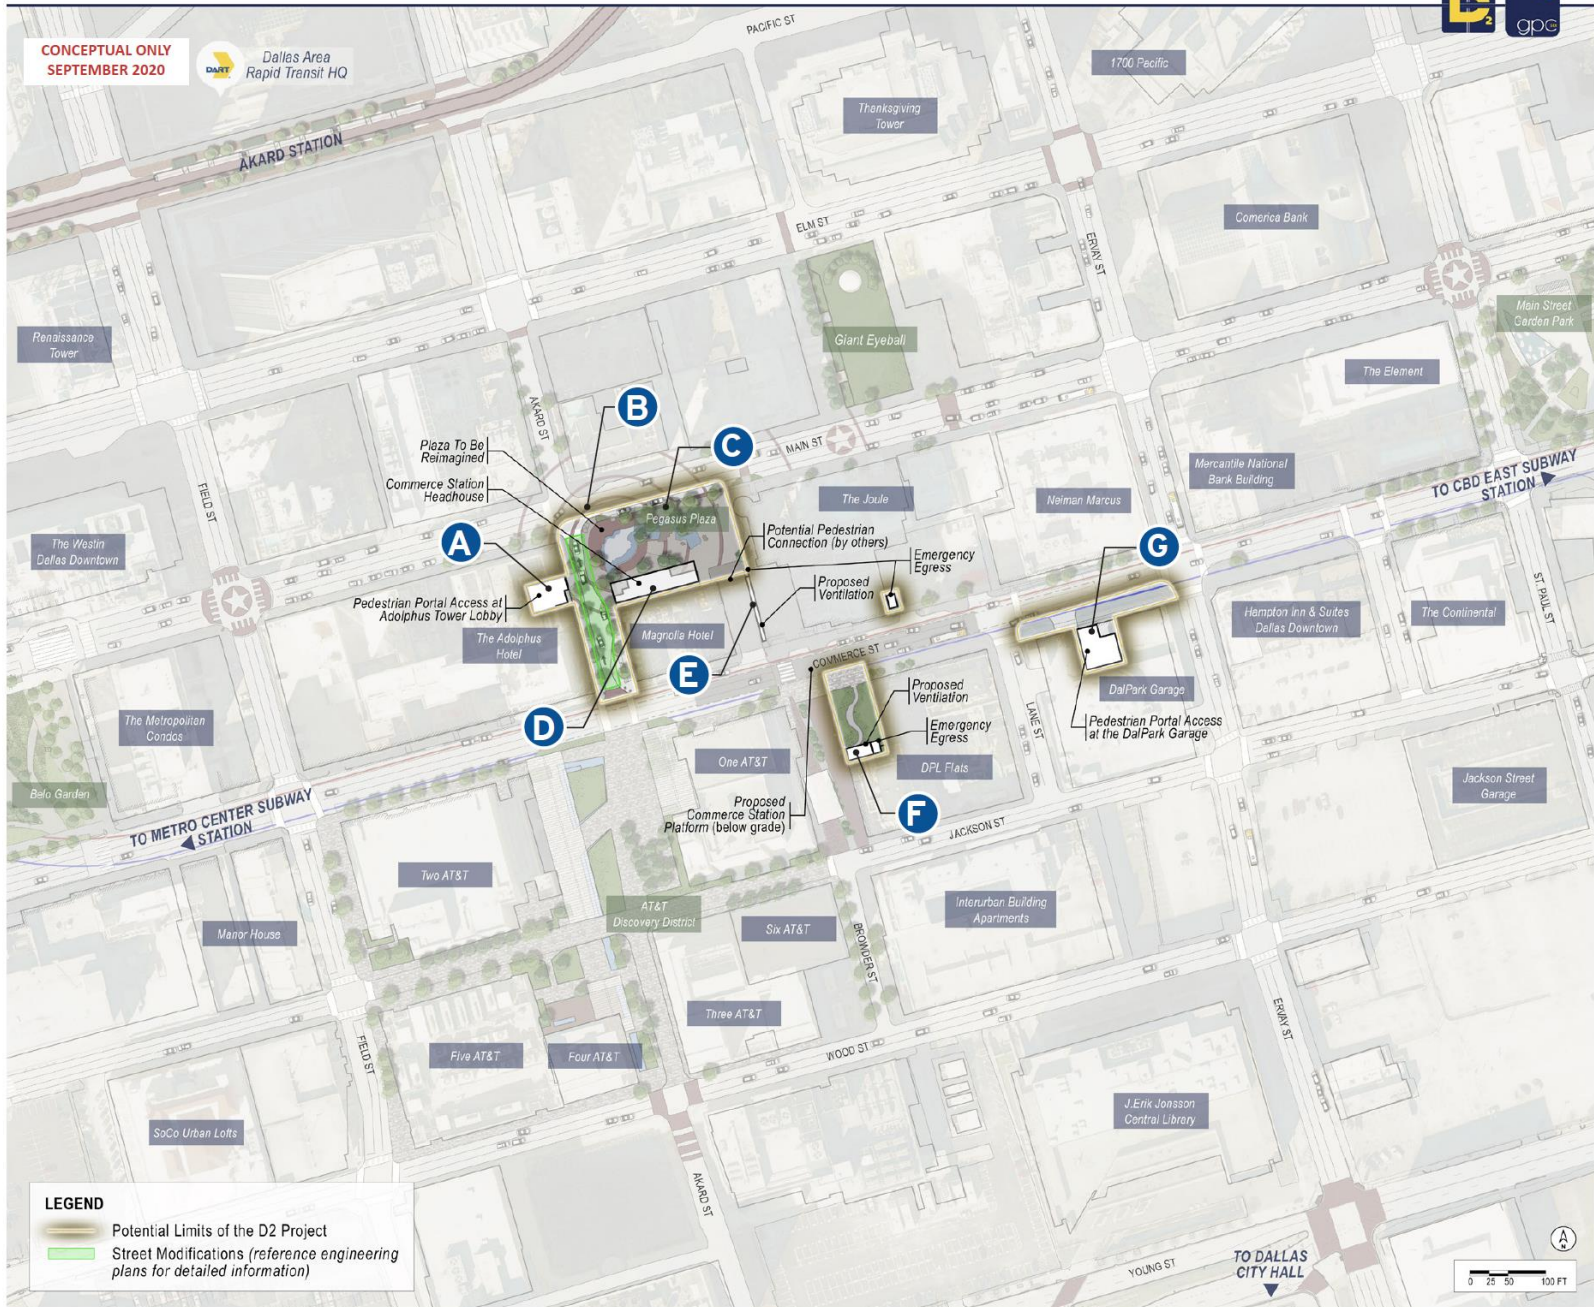 CONCEPTUAL ONLY
SEPTEMBER 2020
DART
Dallas Area
Rapid Transit HQ
PACIFIC ST
1700 Pacific
D2
gpc
Thanksgiving
Tower
AKARD STATION
ELM ST
ERVAY ST
Comerica Bank
Main Street
Garden Park
Renaissance
Tower
Giant Eyeball
The Element
AKARD ST
B
C
MAIN ST
Plaza To Be
Reimagined
Commerce Station
Headhouse
Mercantile National
Bank Building
TO CBD EAST SUBWAY
STATION
FIELD ST
The Joule
Neiman Marcus
Pegasus Plaza
A
The Westin
Dallas Downtown
Potential Pedestrian
Connection (by others)
G
Emergency
Egress
Proposed
Ventilation
ST. PAUL ST
Pedestrian Portal Access at
Adolphus Tower Lobby
The Adolphus
Hotel
Magnolia Hotel
Hampton Inn & Suites
Dallas Downtown
The Continental
COMMERCE ST
E
Proposed
Ventilation
DalPark Garage
The Metropolitan
Condos
D
Emergency
Egress
LANE ST
Pedestrian Portal Access
at the DalPark Garage
One AT&T
DPL Flats
Belo Garden
Jackson Street
Garage
TO METRO CENTER SUBWAY
STATION
Proposed
Commerce Station
Platform (below grade)
F
JACKSON ST
Two AT&T
AT&T
Discovery District
Interurban Building
Apartments
Manor House
Six AT&T
BROWDER ST
Three AT&T
ERVAY ST
FIELD ST
Five AT&T
Four AT&T
WOOD ST
J.Erik Jonsson
Central Library
SoCo Urban Lofts
AKARD ST
LEGEND
Potential Limits of the D2 Project
Street Modifications (reference engineering
plans for detailed information)
YOUNG ST
TO DALLAS
CITY HALL
N
0 25 50 100 FT